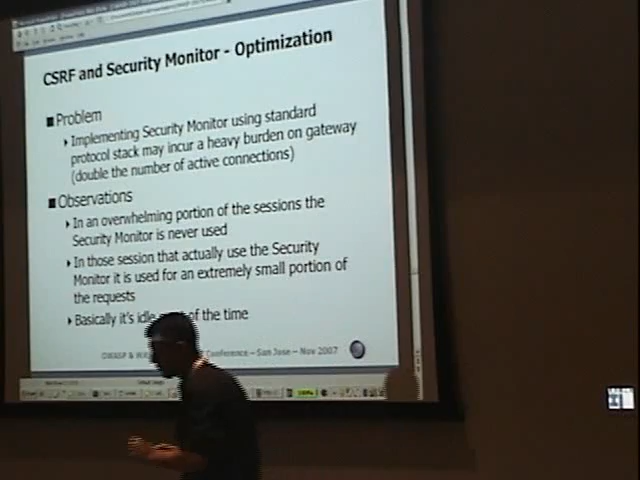 CSRF and Security Monitor - Optimization
Problem
Implementing Security Monitor using standard
protocol stack may incur a heavy burden on gateway
(double the number of active connections)
Observations
In an overwhelming portion of the sessions the
Security Monitor is never used
In those session that actually use the Security
Monitor it is used for an extremely small portion of
the requests
Basically it's idle of the time
OWASP & Conference – San Jose – Nov 2007